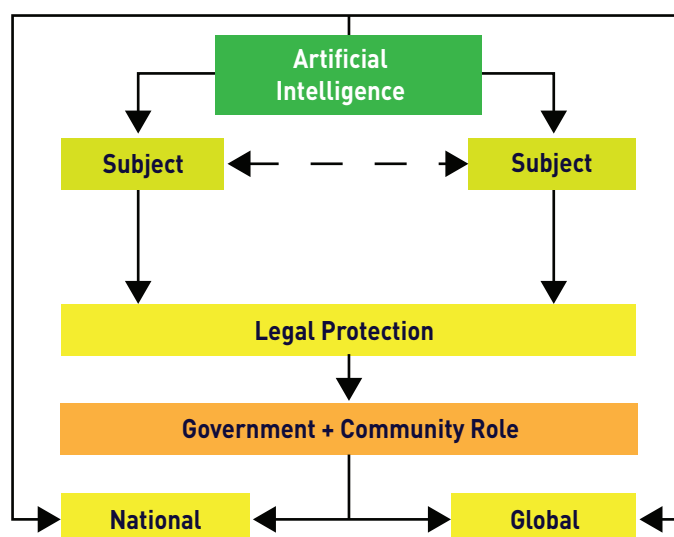 Artificial
Intelligence
Subject
Subject
Legal Protection
Government + Community Role
National
Global